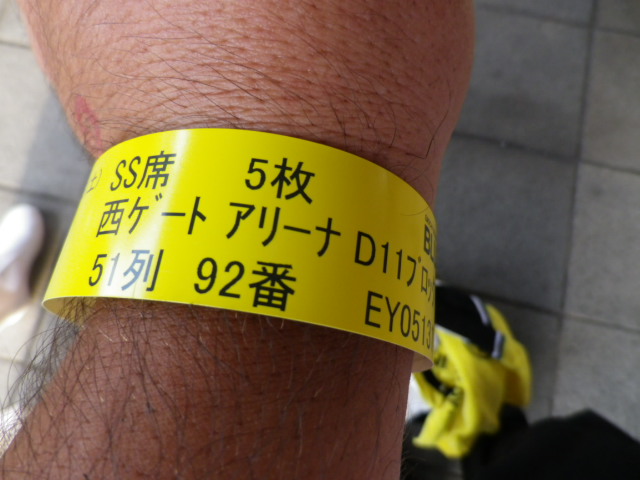 土) SS席 5枚
西ｹﾞｰﾄ アリーナ D11ﾌﾞﾛｯｸ
51列 92番 EY0513